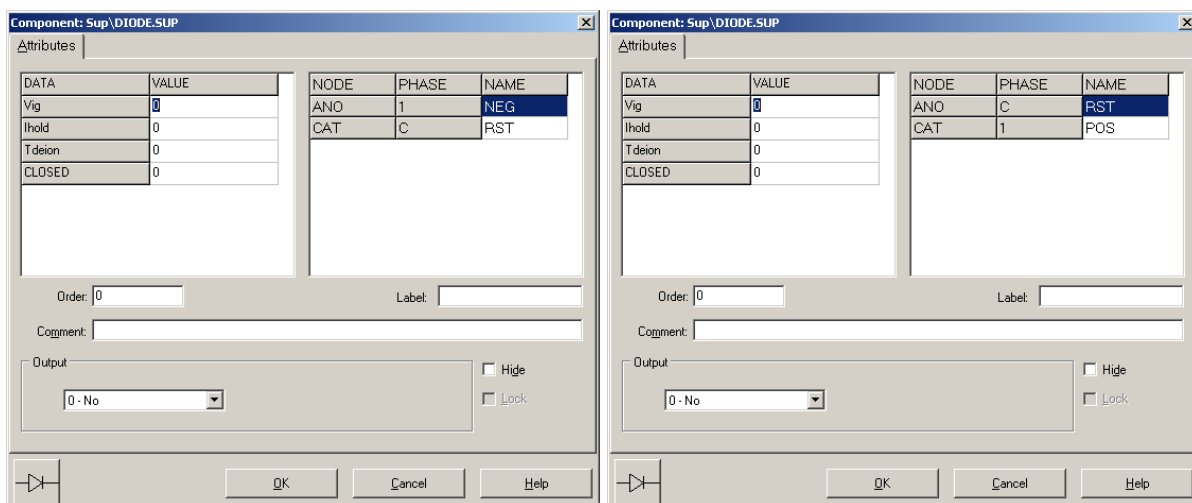 Component: Sup\DIODE.SUP
Attributes
DATA VALUE
Vig 0
Ihold 0
Tdeion 0
CLOSED 0
NODE PHASE NAME
ANO 1 NEG
CAT C RST
Order: 0
Label:
Comment:
Output
0 - No
Hide
Lock
OK Cancel Help
Component: Sup\DIODE.SUP
Attributes
DATA VALUE
Vig 0
Ihold 0
Tdeion 0
CLOSED 0
NODE PHASE NAME
ANO C RST
CAT 1 POS
Order: 0
Label:
Comment:
Output
0 - No
Hide
Lock
OK Cancel Help